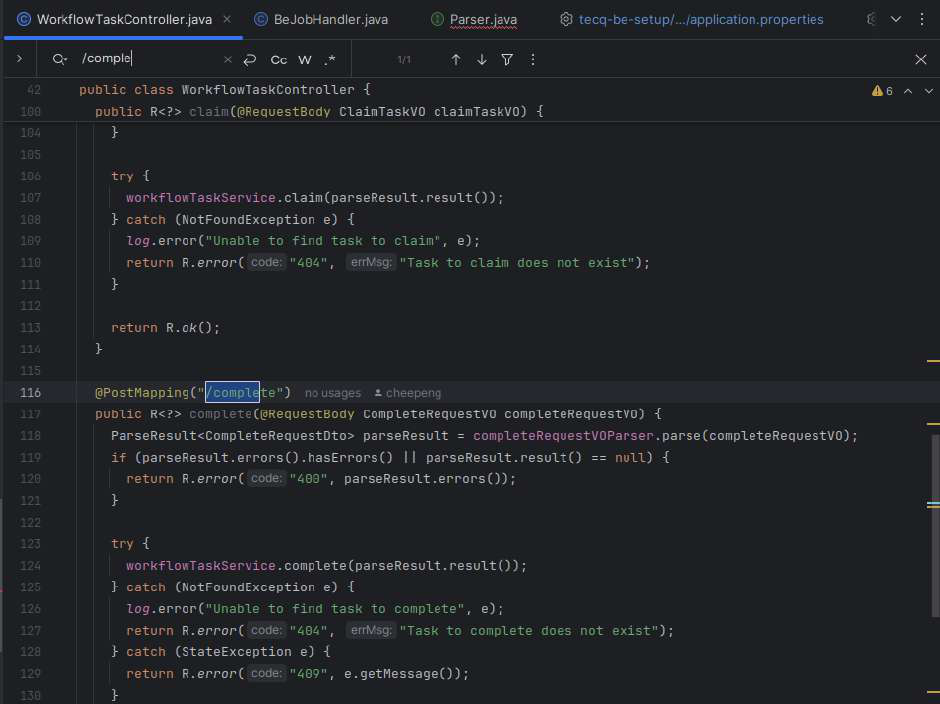 WorkflowTaskController.java × BeJobHandler.java Parser.java tecq-be-setup/.../application.properties
/comple × Cc W .* 1/1
42 public class WorkflowTaskController { 6
100 public R<?> claim(@RequestBody ClaimTaskVO claimTaskVO) {
104 }
105
106 try {
107 workflowTaskService.claim(parseResult.result());
108 } catch (NotFoundException e) {
109 log.error("Unable to find task to claim", e);
110 return R.error( code: "404", errMsg: "Task to claim does not exist");
111 }
112
113 return R.ok();
114 }
115
116 @PostMapping("/complete") no usages cheepeng
117 public R<?> complete(@RequestBody CompleteRequestVO completeRequestVO) {
118 ParseResult<CompleteRequestDto> parseResult = completeRequestVOParser.parse(completeRequestVO);
119 if (parseResult.errors().hasErrors() || parseResult.result() == null) {
120 return R.error( code: "400", parseResult.errors());
121 }
122
123 try {
124 workflowTaskService.complete(parseResult.result());
125 } catch (NotFoundException e) {
126 log.error("Unable to find task to complete", e);
127 return R.error( code: "404", errMsg: "Task to complete does not exist");
128 } catch (StateException e) {
129 return R.error( code: "409", e.getMessage());
130 }